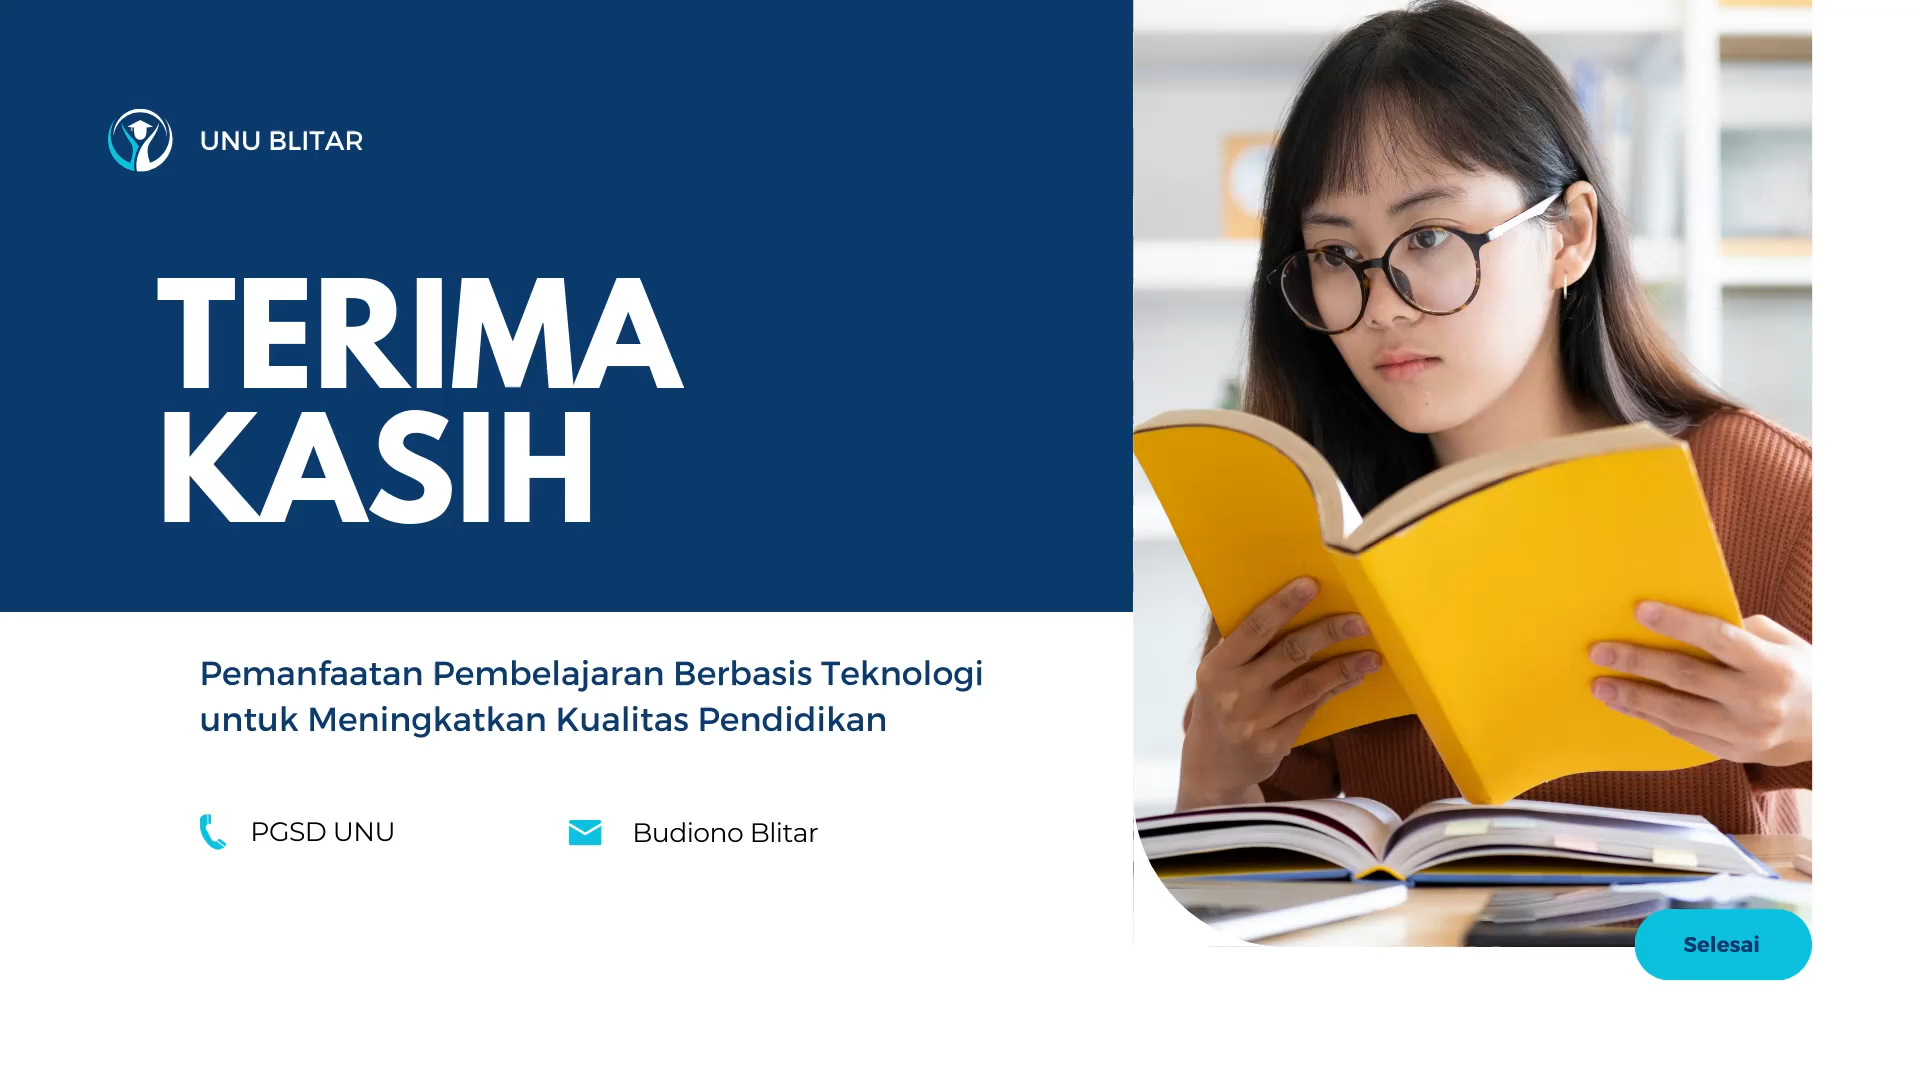 UNU BLITAR
TERIMA
KASIH
Pemanfaatan Pembelajaran Berbasis Teknologi
untuk Meningkatkan Kualitas Pendidikan
PGSD UNU
Budiono Blitar
Selesai